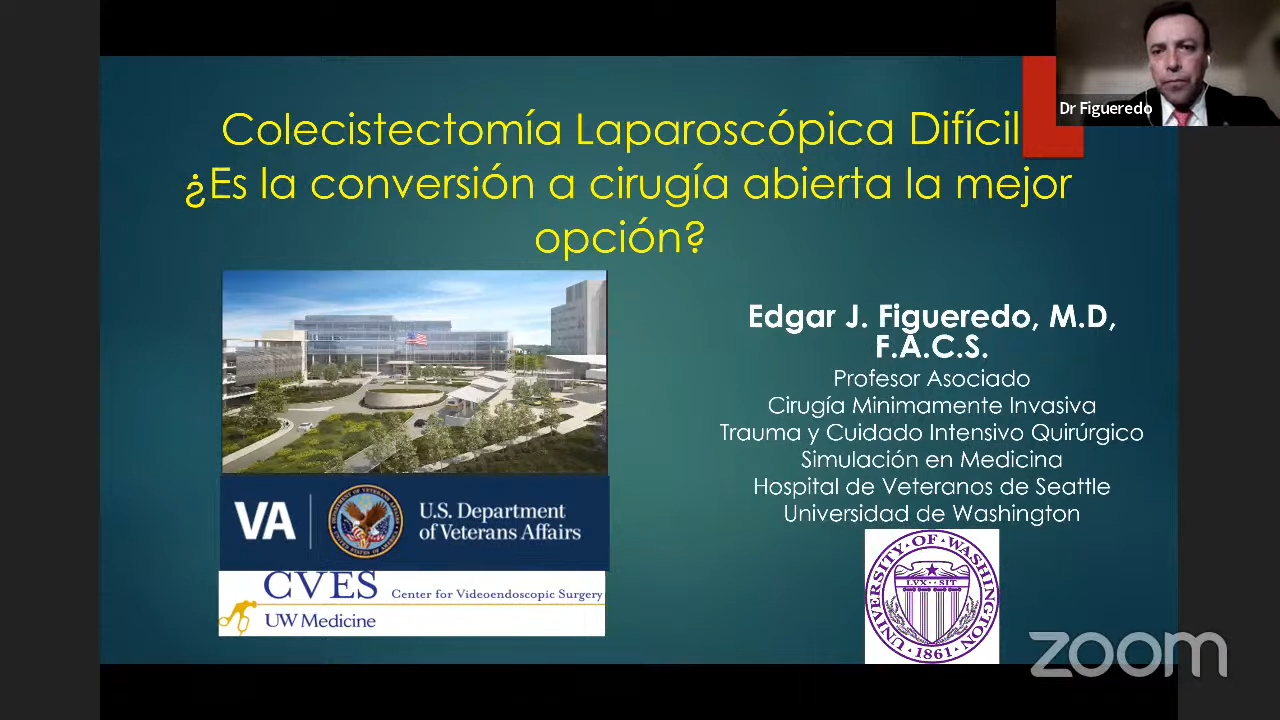 Dr Figueredo
Colecistectomía Laparoscópica Difícil
¿Es la conversión a cirugía abierta la mejor
opción?
Edgar J. Figueredo, M.D,
F.A.C.S.
Profesor Asociado
Cirugía Minimamente Invasiva
Trauma y Cuidado Intensivo Quirúrgico
Simulación en Medicina
Hospital de Veteranos de Seattle
Universidad de Washington
VA
U.S. Department
of Veterans Affairs
CVES Center for Videoendoscopic Surgery
UW Medicine
UNIVERSITY·OF·WASHINGTON
LVX SIT
1861
zoom